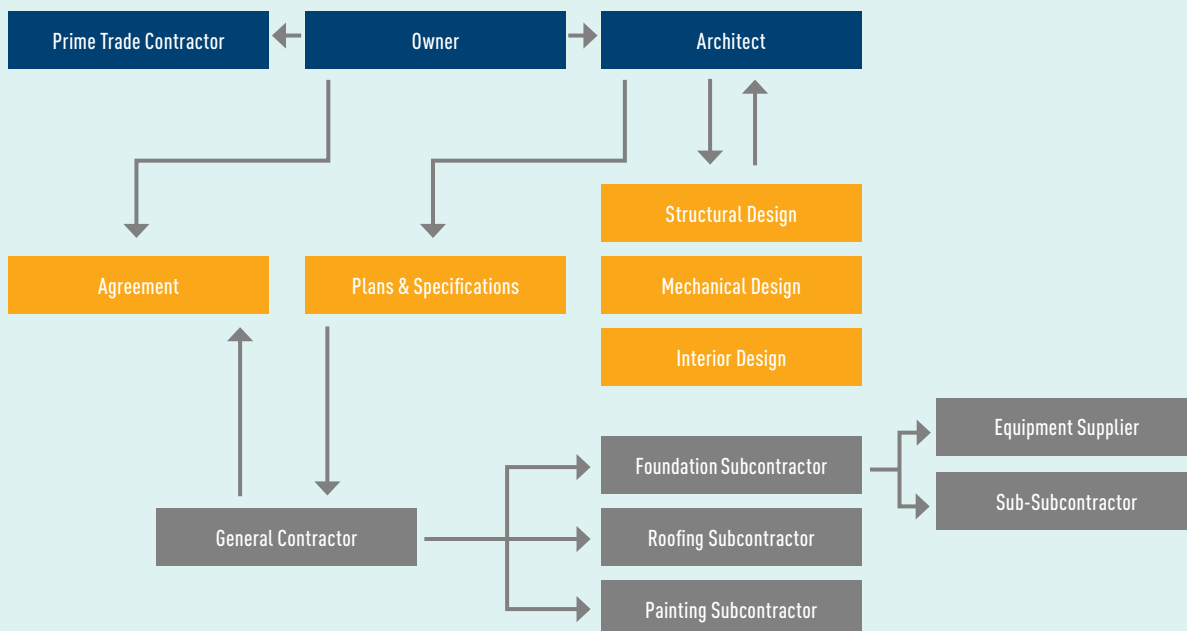 Prime Trade Contractor
Owner
Architect
Structural Design
Agreement
Plans & Specifications
Mechanical Design
Interior Design
Equipment Supplier
Foundation Subcontractor
Sub-Subcontractor
General Contractor
Roofing Subcontractor
Painting Subcontractor